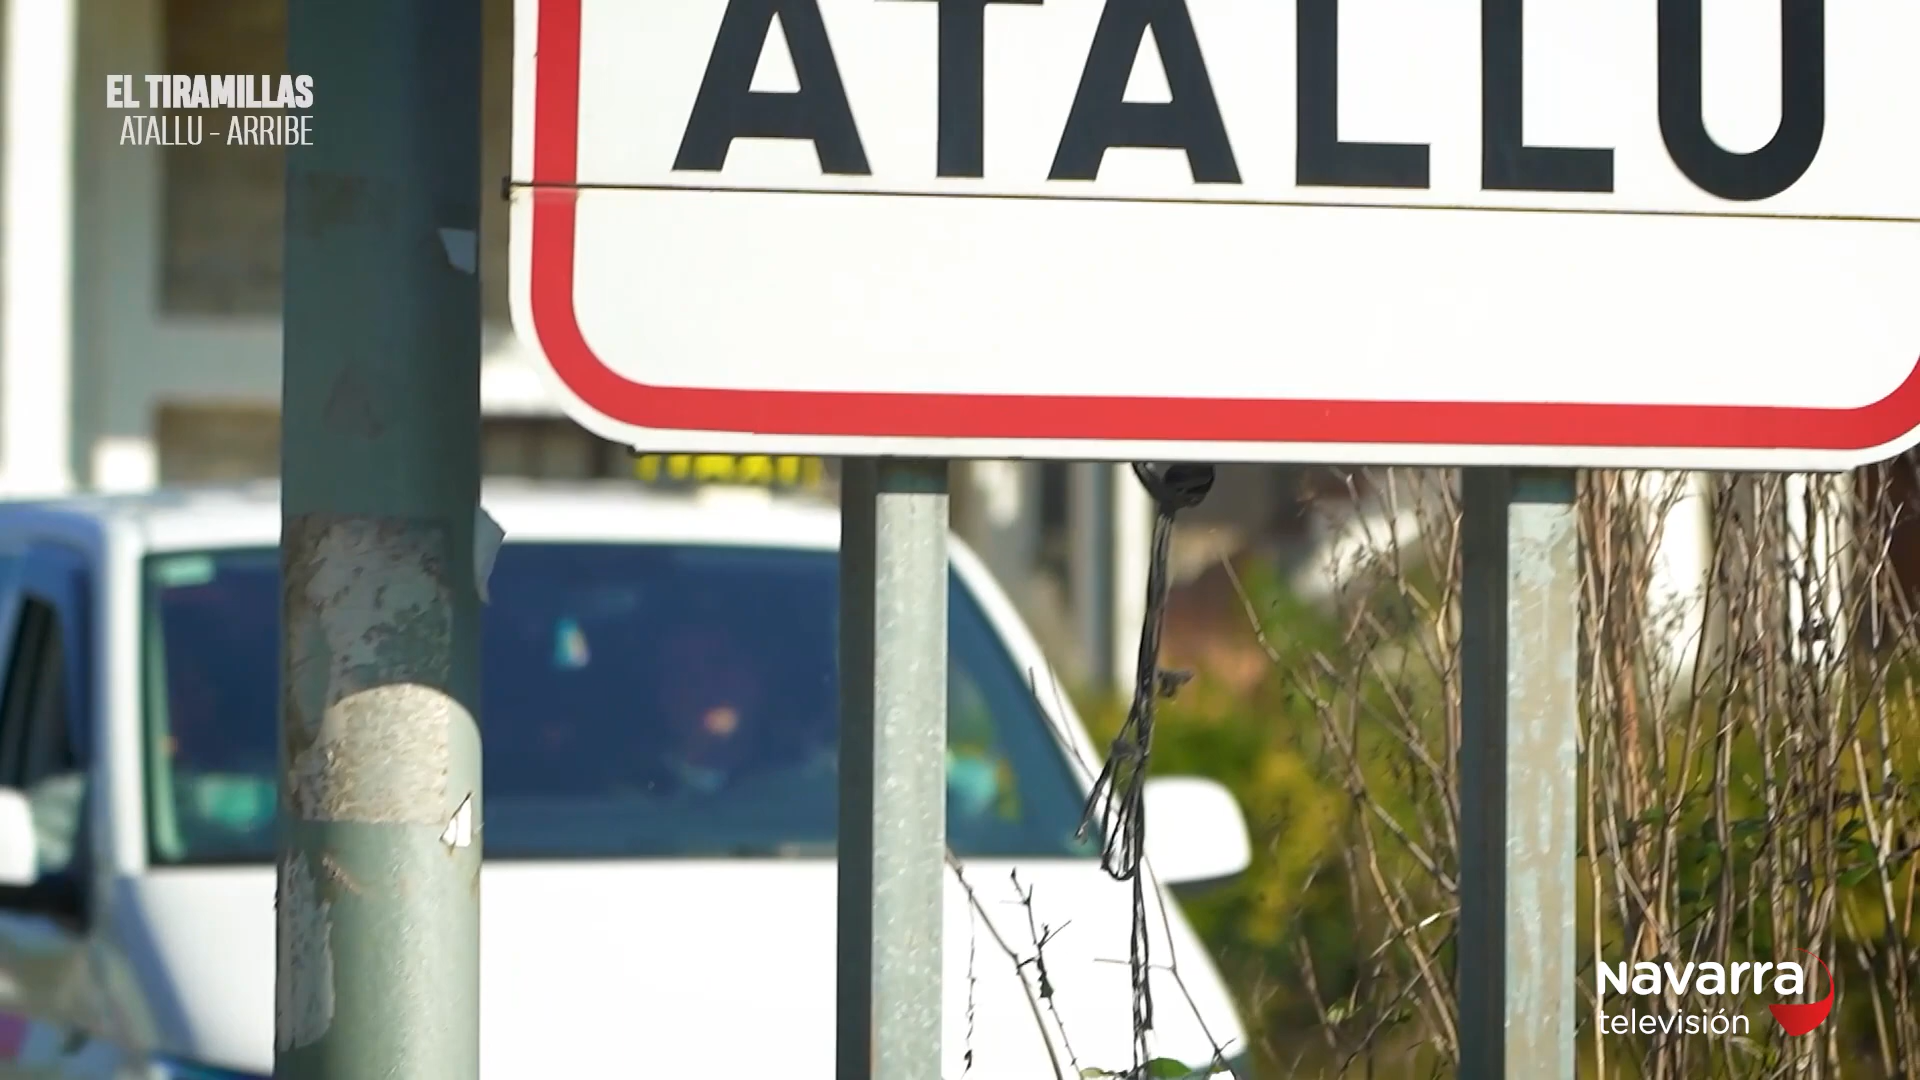 EL TIRAMILLAS
ATALLU - ARRIBE
ATALLU
Navarra
televisión